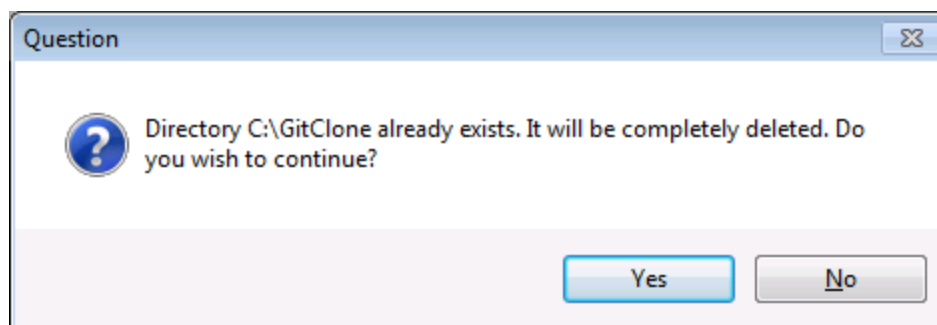 Question
Directory C:\GitClone already exists. It will be completely deleted. Do
you wish to continue?
Yes
No